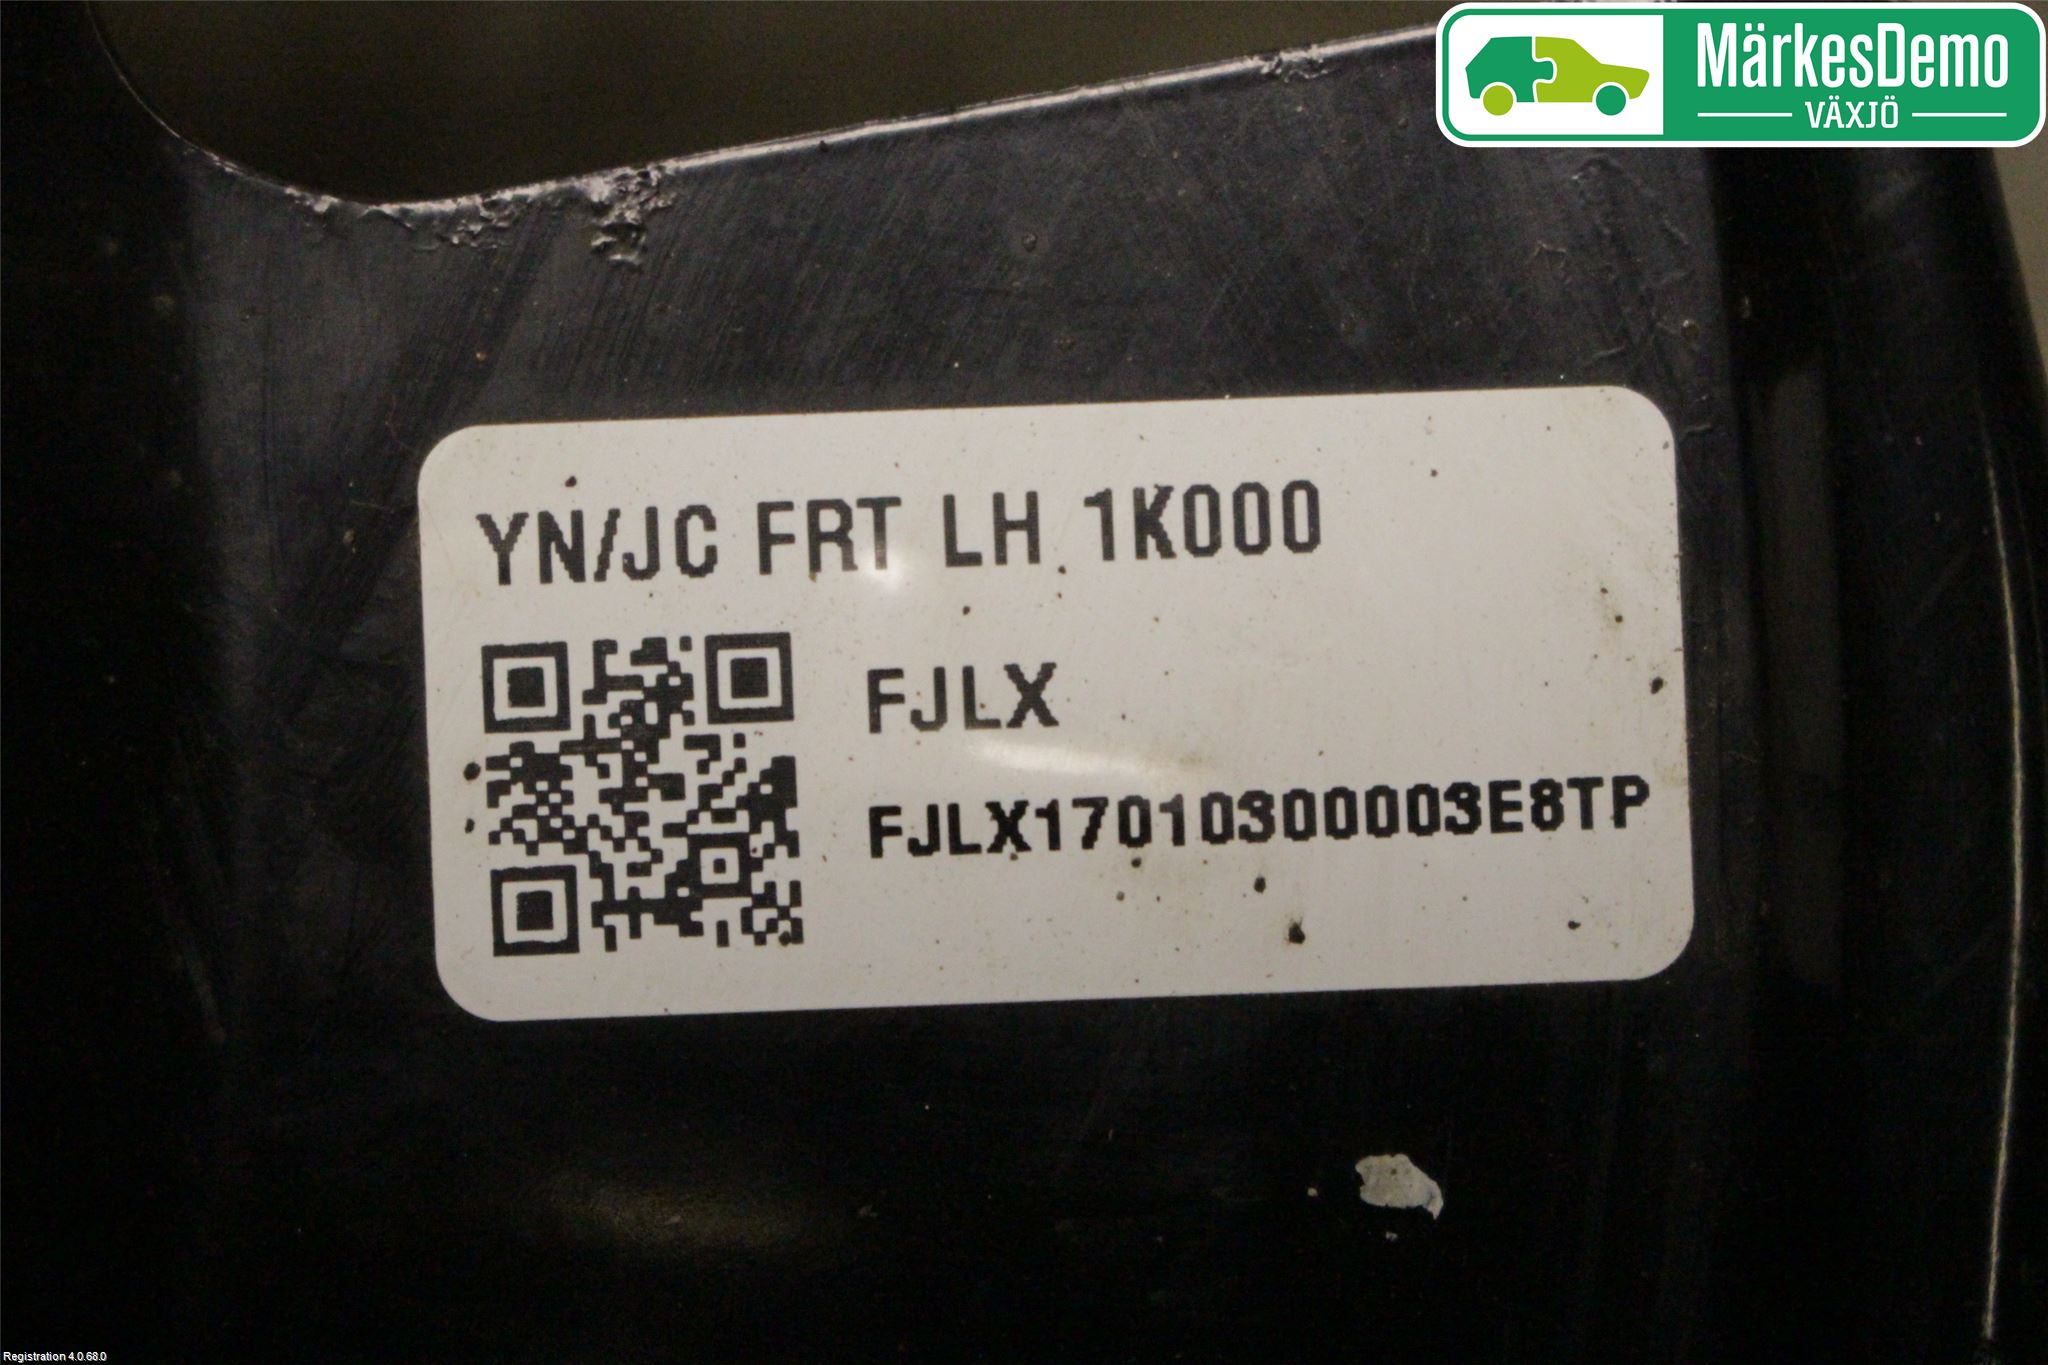 MärkesDemo
VÄXJÖ
YN/JC FRT LH 1K000
FJLX
FJLX17010300003E8TP
Registration 4.0.68.0